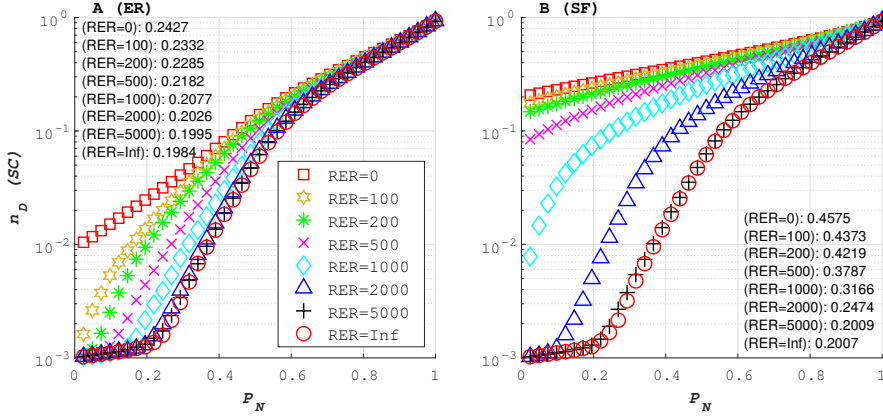 A (ER)
(RER=0): 0.2427
(RER=100): 0.2332
(RER=200): 0.2285
(RER=500): 0.2182
(RER=1000): 0.2077
(RER=2000): 0.2026
(RER=5000): 0.1995
(RER=Inf): 0.1984
RER=0
RER=100
RER=200
RER=500
RER=1000
RER=2000
RER=5000
RER=Inf
n_D (SC)
10^0
10^-1
10^-2
10^-3
0 0.2 0.4 0.6 0.8 1
P_N
B (SF)
10^0
10^-1
10^-2
10^-3
(RER=0): 0.4575
(RER=100): 0.4373
(RER=200): 0.4219
(RER=500): 0.3787
(RER=1000): 0.3166
(RER=2000): 0.2474
(RER=5000): 0.2009
(RER=Inf): 0.2007
0 0.2 0.4 0.6 0.8 1
P_N